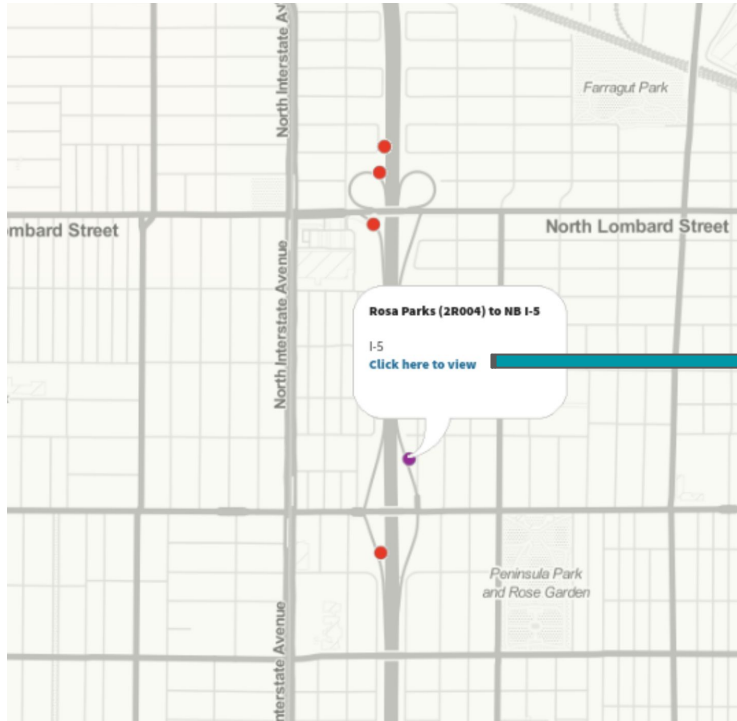 North Interstate Av
Farragut Park
mbard Street
North Lombard Street
North Interstate Avenue
Rosa Parks (2R004) to NB I-5
I-5
Click here to view
Peninsula Park
and Rose Garden
nterstate Avenue